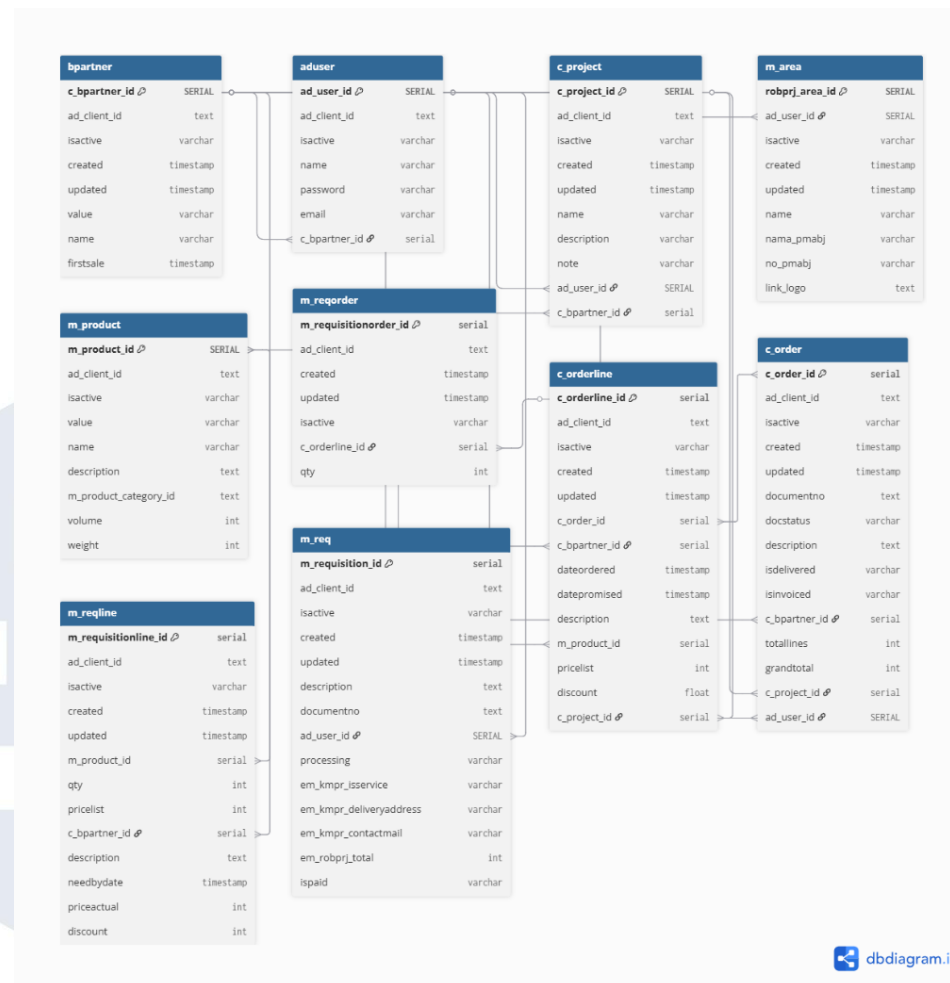 bpartner
c_bpartner_id SERIAL
ad_client_id text
isactive varchar
created timestamp
updated timestamp
value varchar
name varchar
firstsale timestamp
aduser
ad_user_id SERIAL
ad_client_id text
isactive varchar
name varchar
password varchar
email varchar
c_bpartner_id serial
c_project
c_project_id SERIAL
ad_client_id text
isactive varchar
created timestamp
updated timestamp
name varchar
description varchar
note varchar
ad_user_id SERIAL
c_bpartner_id serial
m_area
robprj_area_id SERIAL
ad_user_id SERIAL
isactive varchar
created timestamp
updated timestamp
name varchar
nama_pmabj varchar
no_pmabj varchar
link_logo text
m_product
m_product_id SERIAL
ad_client_id text
isactive varchar
value varchar
name varchar
description text
m_product_category_id text
volume int
weight int
m_reqorder
m_requisitionorder_id serial
ad_client_id text
created timestamp
updated timestamp
isactive varchar
c_orderline_id serial
qty int
c_orderline
c_orderline_id serial
ad_client_id text
isactive varchar
created timestamp
updated timestamp
c_order_id serial
c_bpartner_id serial
dateordered timestamp
datepromised timestamp
description text
m_product_id serial
pricelist int
discount float
c_project_id serial
c_order
c_order_id serial
ad_client_id text
isactive varchar
created timestamp
updated timestamp
documentno text
docstatus varchar
description text
isdelivered varchar
isinvoiced varchar
c_bpartner_id serial
totallines int
grandtotal int
c_project_id serial
ad_user_id SERIAL
m_reqline
m_requisitionline_id serial
ad_client_id text
isactive varchar
created timestamp
updated timestamp
m_product_id serial
qty int
pricelist int
c_bpartner_id serial
description text
needbydate timestamp
priceactual int
discount int
m_req
m_requisition_id serial
ad_client_id text
isactive varchar
created timestamp
updated timestamp
description text
documentno text
ad_user_id SERIAL
processing varchar
em_kmpr_isservice varchar
em_kmpr_deliveryaddress varchar
em_kmpr_contactmail varchar
em_robprj_total int
ispaid varchar
dbdiagram.i